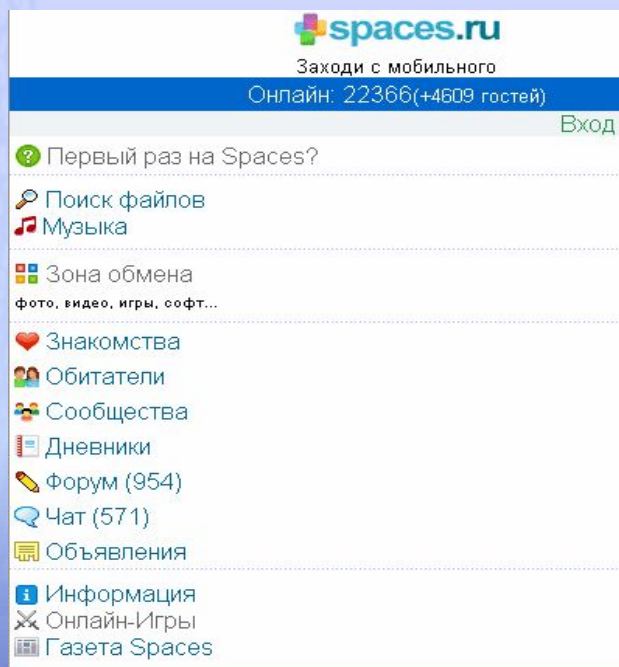 spaces.ru
Заходи с мобильного
Онлайн: 22366(+4609 гостей)
Вход
Первый раз на Spaces?
Поиск файлов
Музыка
Зона обмена
фото, видео, игры, софт...
Знакомства
Обитатели
Сообщества
Дневники
Форум (954)
Чат (571)
Объявления
Информация
Онлайн-Игры
Газета Spaces